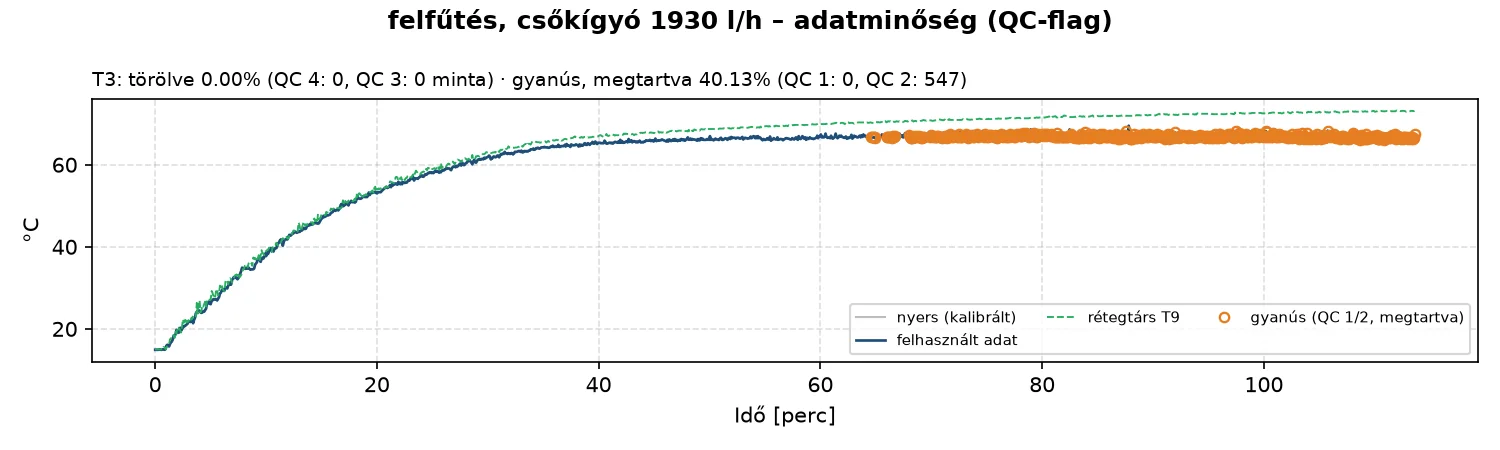 felfűtés, csőkígyó 1930 l/h – adatminőség (QC-flag)
T3: törölve 0.00% (QC 4: 0, QC 3: 0 minta) · gyanús, megtartva 40.13% (QC 1: 0, QC 2: 547)
60
40
20
°C
nyers (kalibrált)
felhasznált adat
rétegtárs T9
gyanús (QC 1/2, megtartva)
0 20 40 60 80 100
Idő [perc]